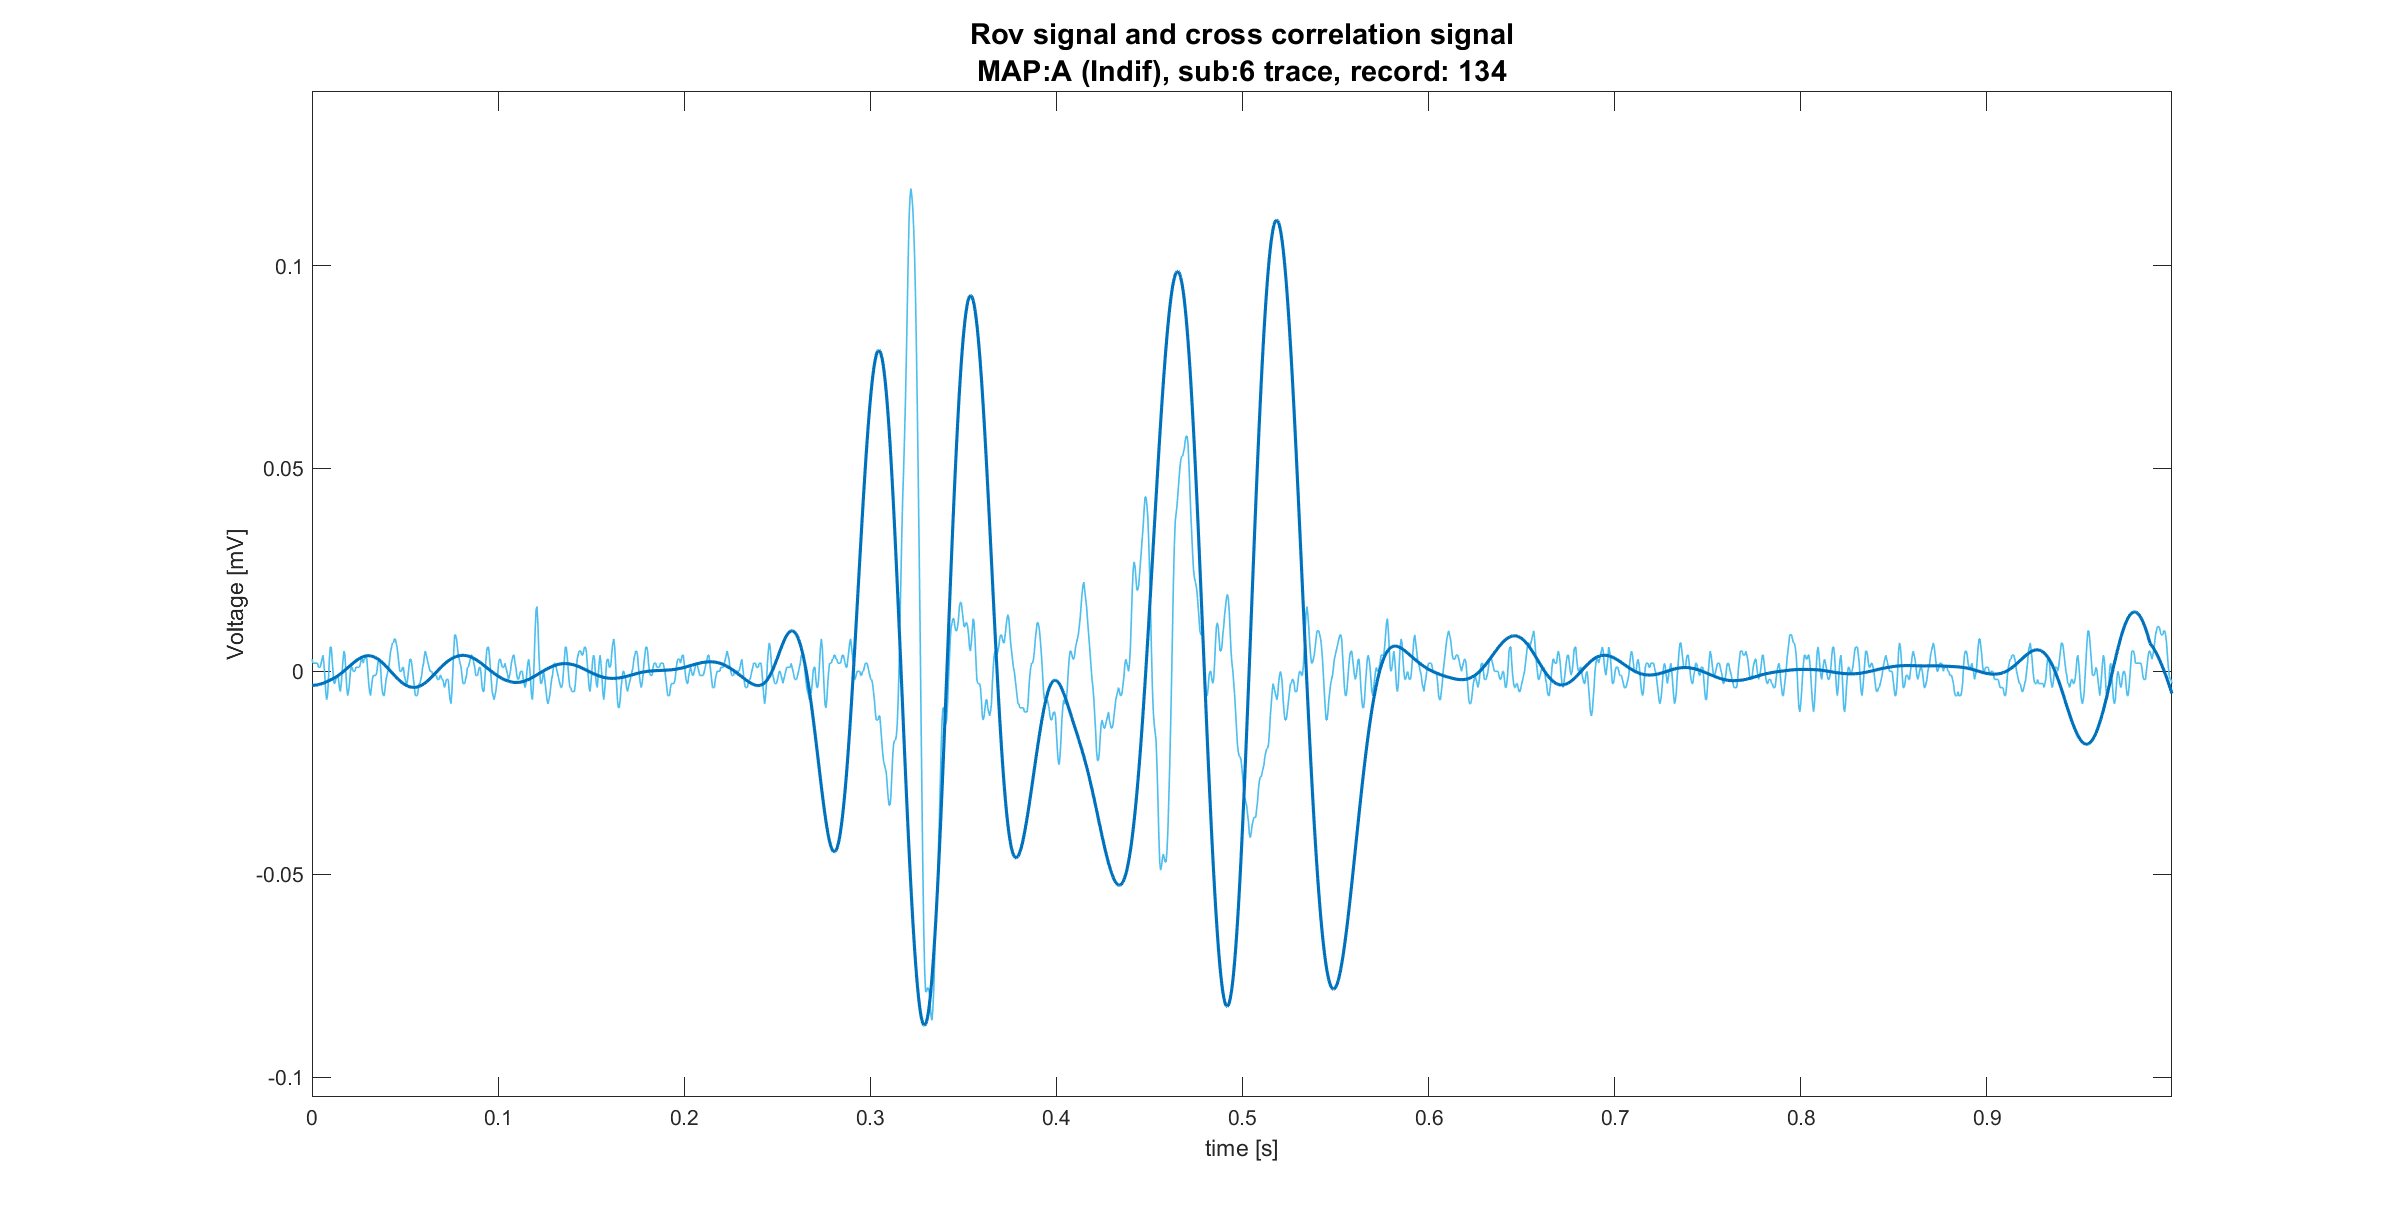 Rov signal and cross correlation signal
MAP:A (Indif), sub:6 trace, record: 134
0.1
0.05
0
-0.05
-0.1
Voltage [mV]
0 0.1 0.2 0.3 0.4 0.5 0.6 0.7 0.8 0.9
time [s]